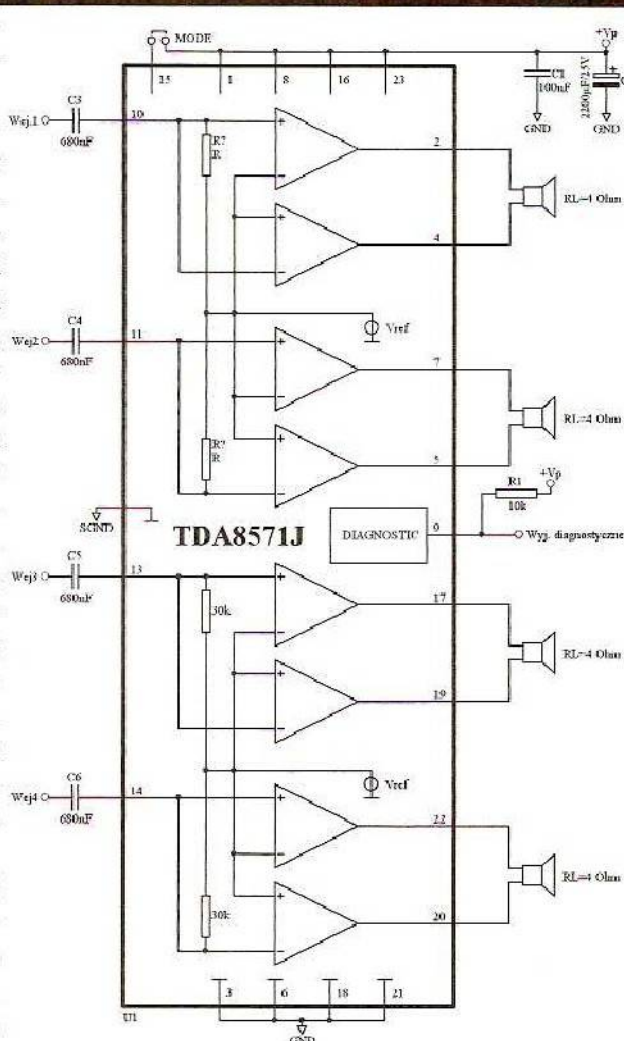 MODE
+Vp
15
1
8
16
23
C1
100nF
2200µF/25V
GND
GND
C3
Wej.1
680nF
10
R?
R
2
RL=4 Ohm
4
C4
Wej2
680nF
11
Vref
7
RL=4 Ohm
R?
R
5
+Vp
R1
10k
SGND
TDA8571J
DIAGNOSTIC
9
Wyj. diagnostyczne
C5
Wej3
680nF
13
30k
17
RL=4 Ohm
19
C6
Wej4
680nF
14
Vref
22
RL=4 Ohm
30k
20
3
6
18
21
U1
GND